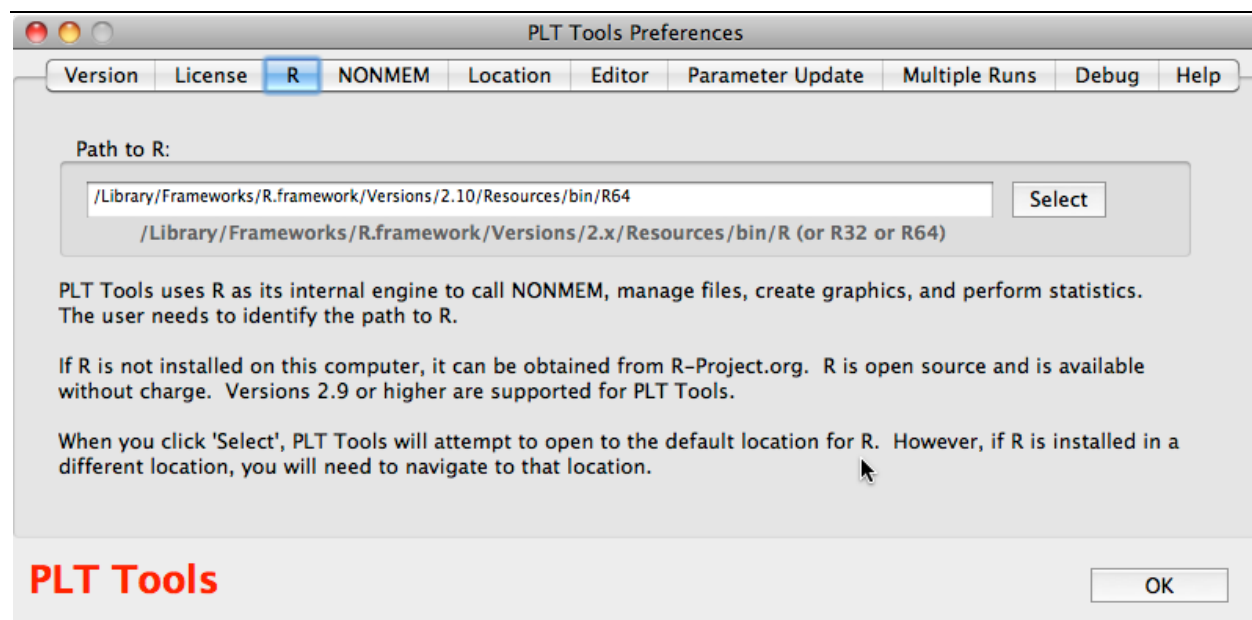 PLT Tools Preferences
Version License R NONMEM Location Editor Parameter Update Multiple Runs Debug Help
Path to R:
/Library/Frameworks/R.framework/Versions/2.10/Resources/bin/R64
Select
/Library/Frameworks/R.framework/Versions/2.x/Resources/bin/R (or R32 or R64)
PLT Tools uses R as its internal engine to call NONMEM, manage files, create graphics, and perform statistics.
The user needs to identify the path to R.
If R is not installed on this computer, it can be obtained from R-Project.org.  R is open source and is available
without charge.  Versions 2.9 or higher are supported for PLT Tools.
When you click 'Select', PLT Tools will attempt to open to the default location for R.  However, if R is installed in a
different location, you will need to navigate to that location.
PLT Tools
OK